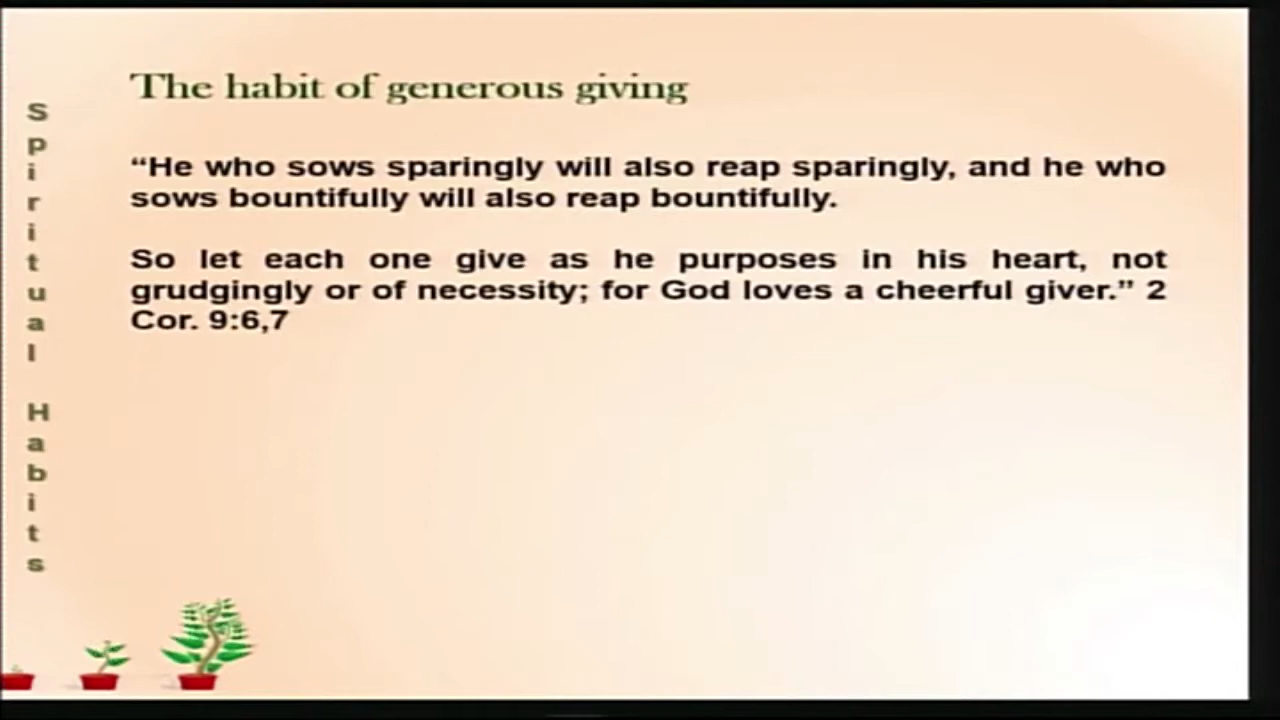 The habit of generous giving
“He who sows sparingly will also reap sparingly, and he who
sows bountifully will also reap bountifully.
So let each one give as he purposes in his heart, not
grudgingly or of necessity; for God loves a cheerful giver.” 2
Cor. 9:6,7
Spiritual Habits